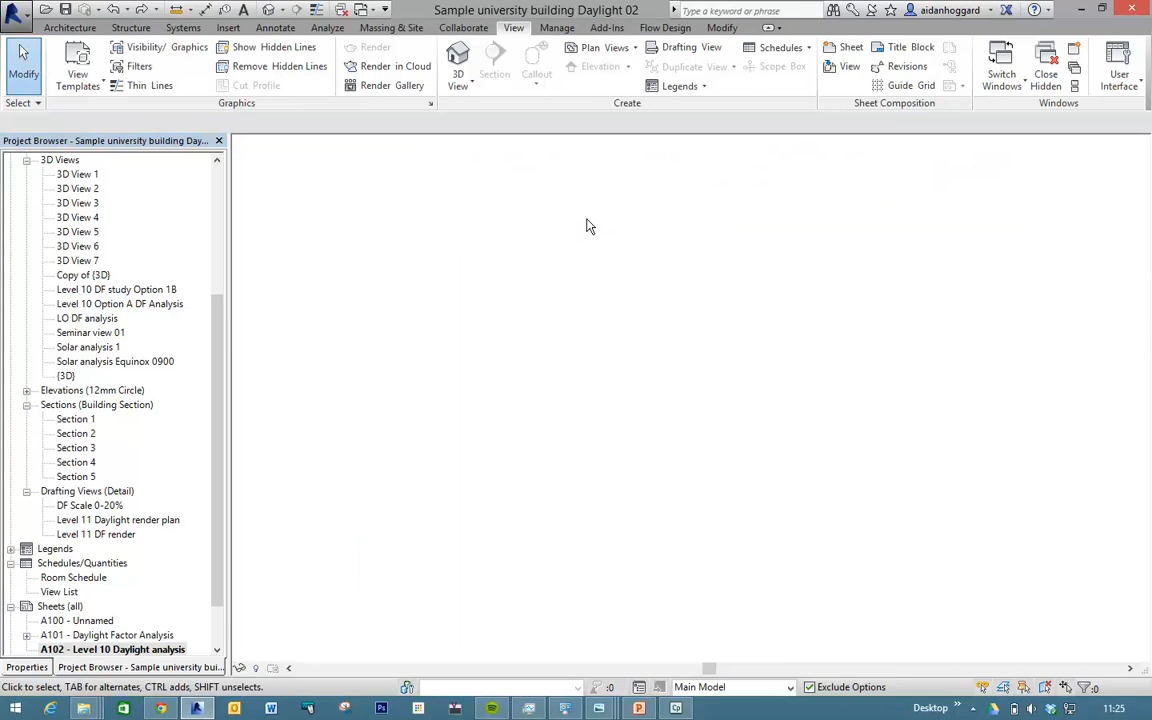 Sample university building Daylight 02
Type a keyword or phrase
aidanhoggard
Architecture Structure Systems Insert Annotate Analyze Massing & Site Collaborate View Manage Add-Ins Flow Design Modify
Modify
Select
View Templates
Visibility/ Graphics
Filters
Thin Lines
Show Hidden Lines
Remove Hidden Lines
Cut Profile
Render
Render in Cloud
Render Gallery
Graphics
3D View
Section
Callout
Plan Views
Elevation
Drafting View
Duplicate View
Legends
Schedules
Scope Box
Create
Sheet
View
Title Block
Revisions
Guide Grid
Sheet Composition
Switch Windows
Close Hidden
Windows
User Interface
Project Browser - Sample university building Day...
3D Views
3D View 1
3D View 2
3D View 3
3D View 4
3D View 5
3D View 6
3D View 7
Copy of {3D}
Level 10 DF study Option 1B
Level 10 Option A DF Analysis
LO DF analysis
Seminar view 01
Solar analysis 1
Solar analysis Equinox 0900
{3D}
Elevations (12mm Circle)
Sections (Building Section)
Section 1
Section 2
Section 3
Section 4
Section 5
Drafting Views (Detail)
DF Scale 0-20%
Level 11 Daylight render plan
Level 11 DF render
Legends
Schedules/Quantities
Room Schedule
View List
Sheets (all)
A100 - Unnamed
A101 - Daylight Factor Analysis
A102 - Level 10 Daylight analysis
Properties
Project Browser - Sample university bui...
Click to select, TAB for alternates, CTRL adds, SHIFT unselects.
:0
Main Model
Exclude Options
:0
Desktop
11:25